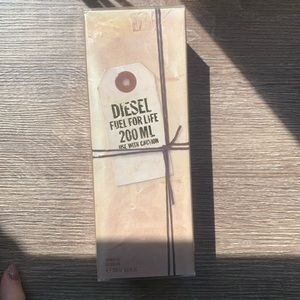 DIESEL
FUEL FOR LIFE
200 ML
USE WITH CAUTION